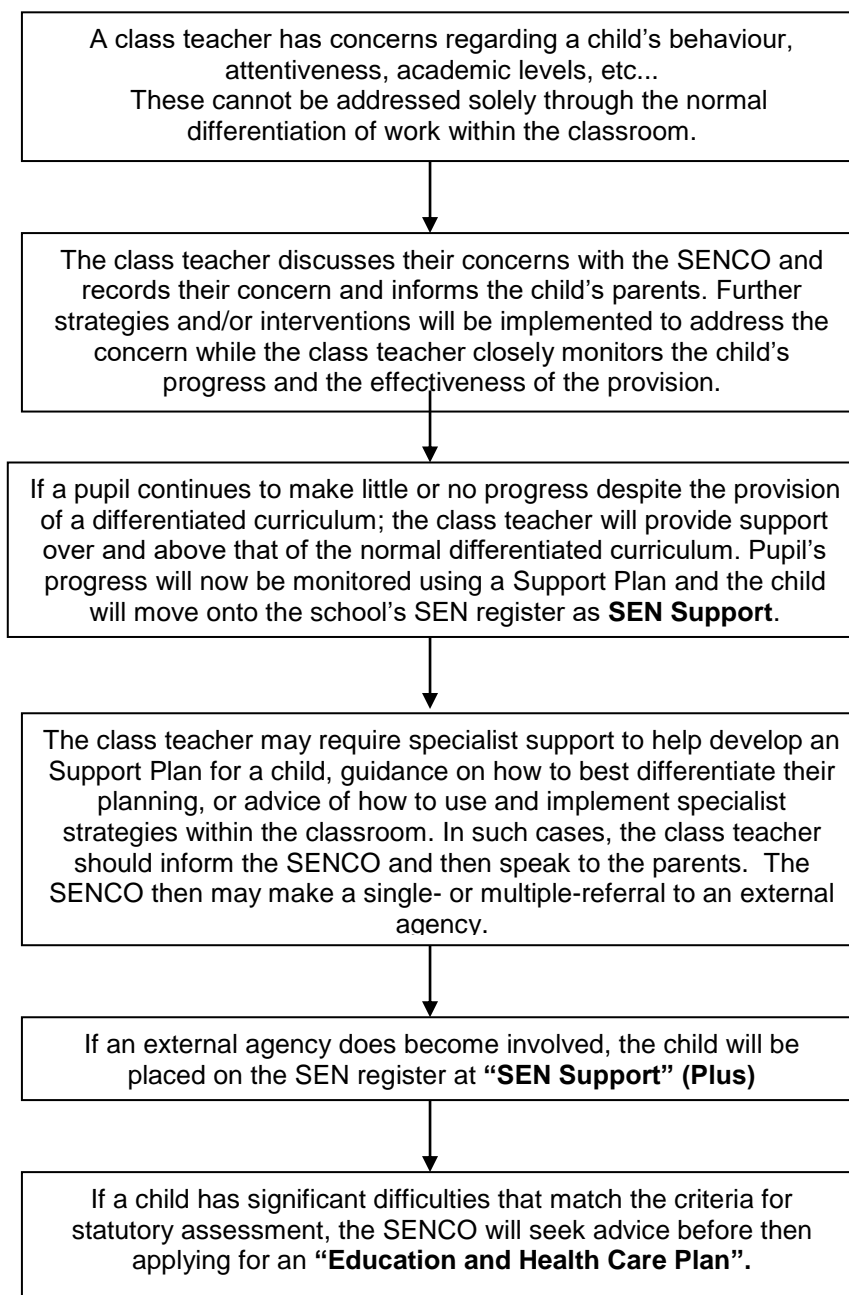 A class teacher has concerns regarding a child’s behaviour,
attentiveness, academic levels, etc...
These cannot be addressed solely through the normal
differentiation of work within the classroom.
The class teacher discusses their concerns with the SENCO and
records their concern and informs the child’s parents. Further
strategies and/or interventions will be implemented to address the
concern while the class teacher closely monitors the child’s
progress and the effectiveness of the provision.
If a pupil continues to make little or no progress despite the provision
of a differentiated curriculum; the class teacher will provide support
over and above that of the normal differentiated curriculum. Pupil’s
progress will now be monitored using a Support Plan and the child
will move onto the school’s SEN register as SEN Support.
The class teacher may require specialist support to help develop an
Support Plan for a child, guidance on how to best differentiate their
planning, or advice of how to use and implement specialist
strategies within the classroom. In such cases, the class teacher
should inform the SENCO and then speak to the parents.  The
SENCO then may make a single- or multiple-referral to an external
agency.
If an external agency does become involved, the child will be
placed on the SEN register at “SEN Support” (Plus)
If a child has significant difficulties that match the criteria for
statutory assessment, the SENCO will seek advice before then
applying for an “Education and Health Care Plan”.